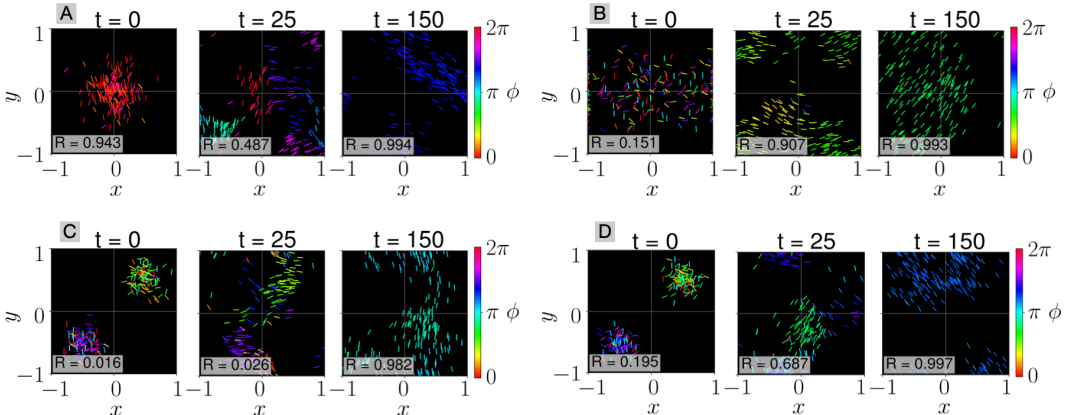 A
t = 0
t = 25
t = 150
1
y
0
−1
R = 0.943
R = 0.487
R = 0.994
2π
π
ϕ
0
−1
0
1
−1
0
1
−1
0
1
x
x
x
B
t = 0
t = 25
t = 150
1
y
0
−1
R = 0.151
R = 0.907
R = 0.993
2π
π
ϕ
0
−1
0
1
−1
0
1
−1
0
1
x
x
x
C
t = 0
t = 25
t = 150
1
y
0
−1
R = 0.016
R = 0.026
R = 0.982
2π
π
ϕ
0
−1
0
1
−1
0
1
−1
0
1
x
x
x
D
t = 0
t = 25
t = 150
1
y
0
−1
R = 0.195
R = 0.687
R = 0.997
2π
π
ϕ
0
−1
0
1
−1
0
1
−1
0
1
x
x
x